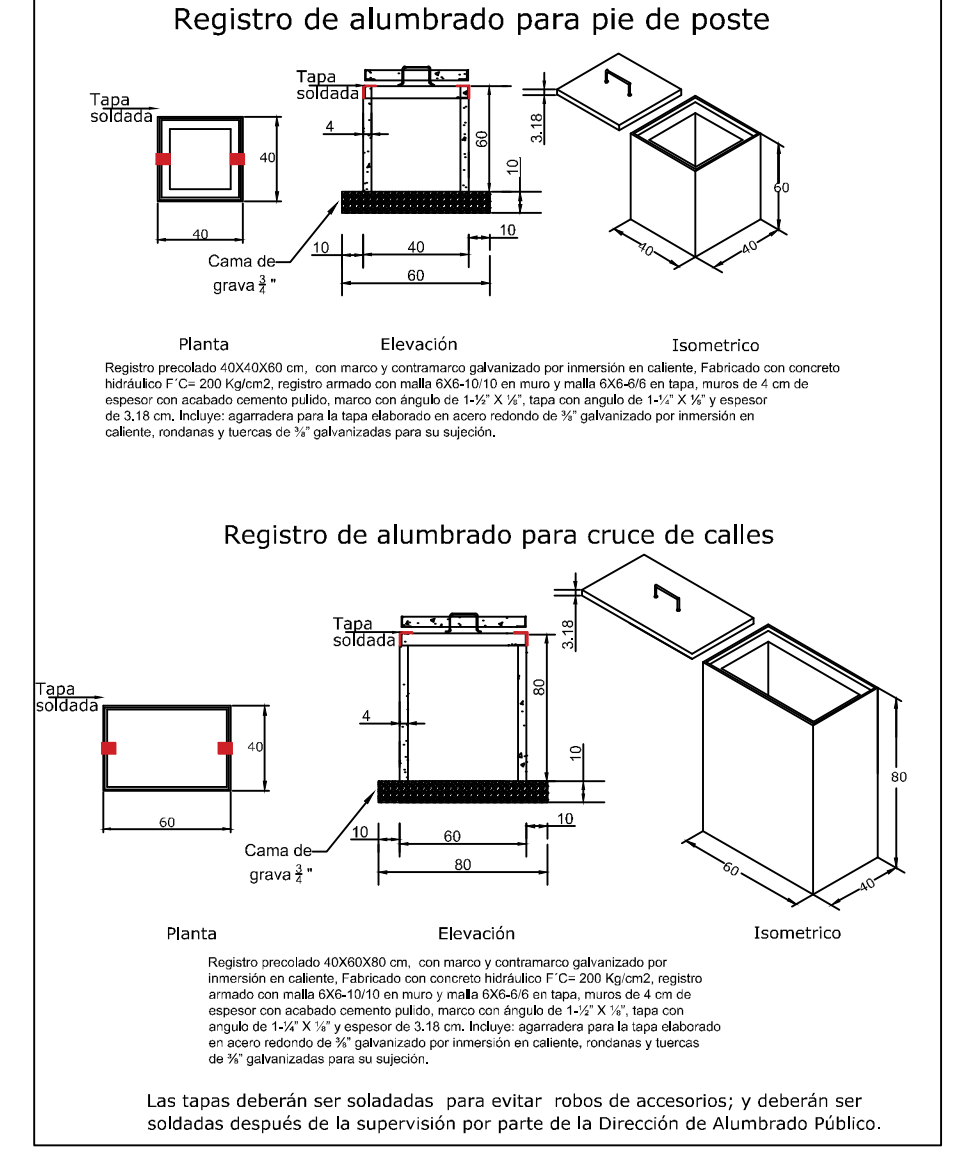 Registro de alumbrado para pie de poste
Tapa
soldada
40
40
Tapa
soldada
4
60
10
10
40
10
60
Cama de
grava ¾ "
3.18
60
40
40
Planta
Elevación
Isometrico
Registro precolado 40X40X60 cm, con marco y contramarco galvanizado por inmersión en caliente, Fabricado con concreto
hidráulico F´C= 200 Kg/cm2, registro armado con malla 6X6-10/10 en muro y malla 6X6-6/6 en tapa, muros de 4 cm de
espesor con acabado cemento pulido, marco con ángulo de 1-½" X ⅛", tapa con angulo de 1-¼" X ⅛" y espesor
de 3.18 cm. Incluye: agarradera para la tapa elaborado en acero redondo de ⅜" galvanizado por inmersión en
caliente, rondanas y tuercas de ⅜" galvanizadas para su sujeción.
Registro de alumbrado para cruce de calles
Tapa
soldada
40
60
Tapa
soldada
4
80
10
10
60
10
80
Cama de
grava ¾ "
3.18
80
60
40
Planta
Elevación
Isometrico
Registro precolado 40X60X80 cm, con marco y contramarco galvanizado por
inmersión en caliente, Fabricado con concreto hidráulico F´C= 200 Kg/cm2, registro
armado con malla 6X6-10/10 en muro y malla 6X6-6/6 en tapa, muros de 4 cm de
espesor con acabado cemento pulido, marco con ángulo de 1-½" X ⅛", tapa con
angulo de 1-¼" X ⅛" y espesor de 3.18 cm. Incluye: agarradera para la tapa elaborado
en acero redondo de ⅜" galvanizado por inmersión en caliente, rondanas y tuercas
de ⅜" galvanizadas para su sujeción.
Las tapas deberán ser soladadas para evitar robos de accesorios; y deberán ser
soldadas después de la supervisión por parte de la Dirección de Alumbrado Público.